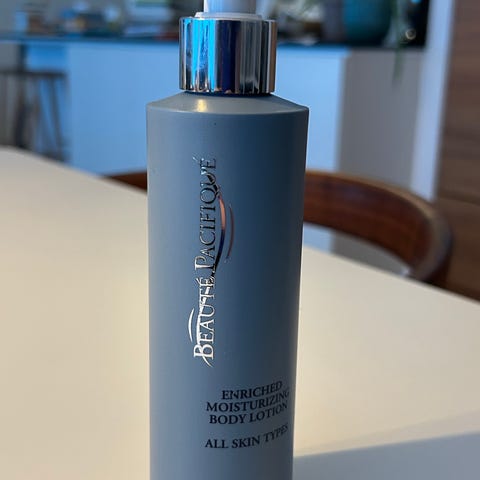 BEAUTÉ PACIFIQUE
ENRICHED
MOISTURIZING
BODY LOTION
ALL SKIN TYPES